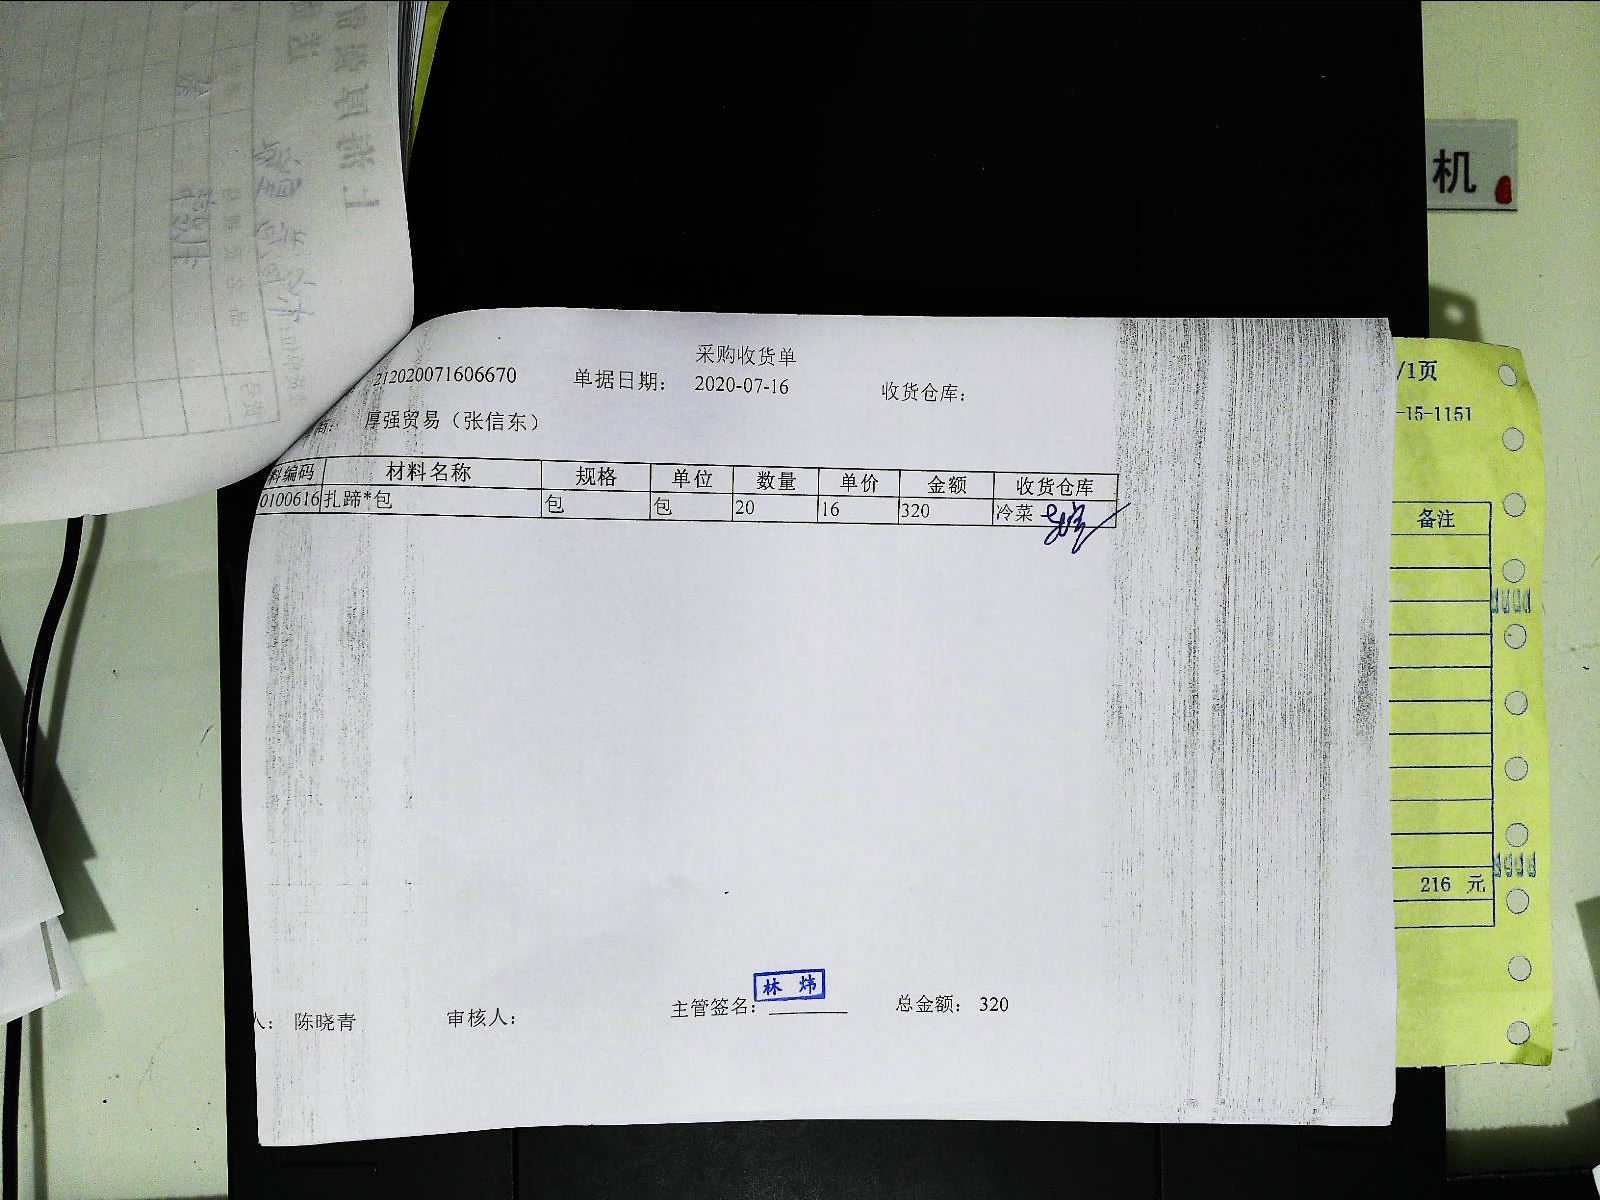 采购收货单
212020071606670 单据日期： 2020-07-16 收货仓库：
商： 厚强贸易（张信东）
料编码 材料名称 规格 单位 数量 单价 金额 收货仓库
0100616 扎蹄*包 包 包 20 16 320 冷菜
林 炜
人： 陈晓青 审核人： 主管签名： 总金额： 320
机
/1页
-15-1151
备注
216 元